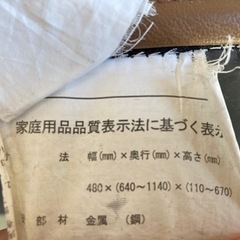 家庭用品品質表示法に基づく表
法 幅(mm)×奥行(mm)×高さ(mm)
480×(640~1140)×(110~670)
部材 金属 (鋼)